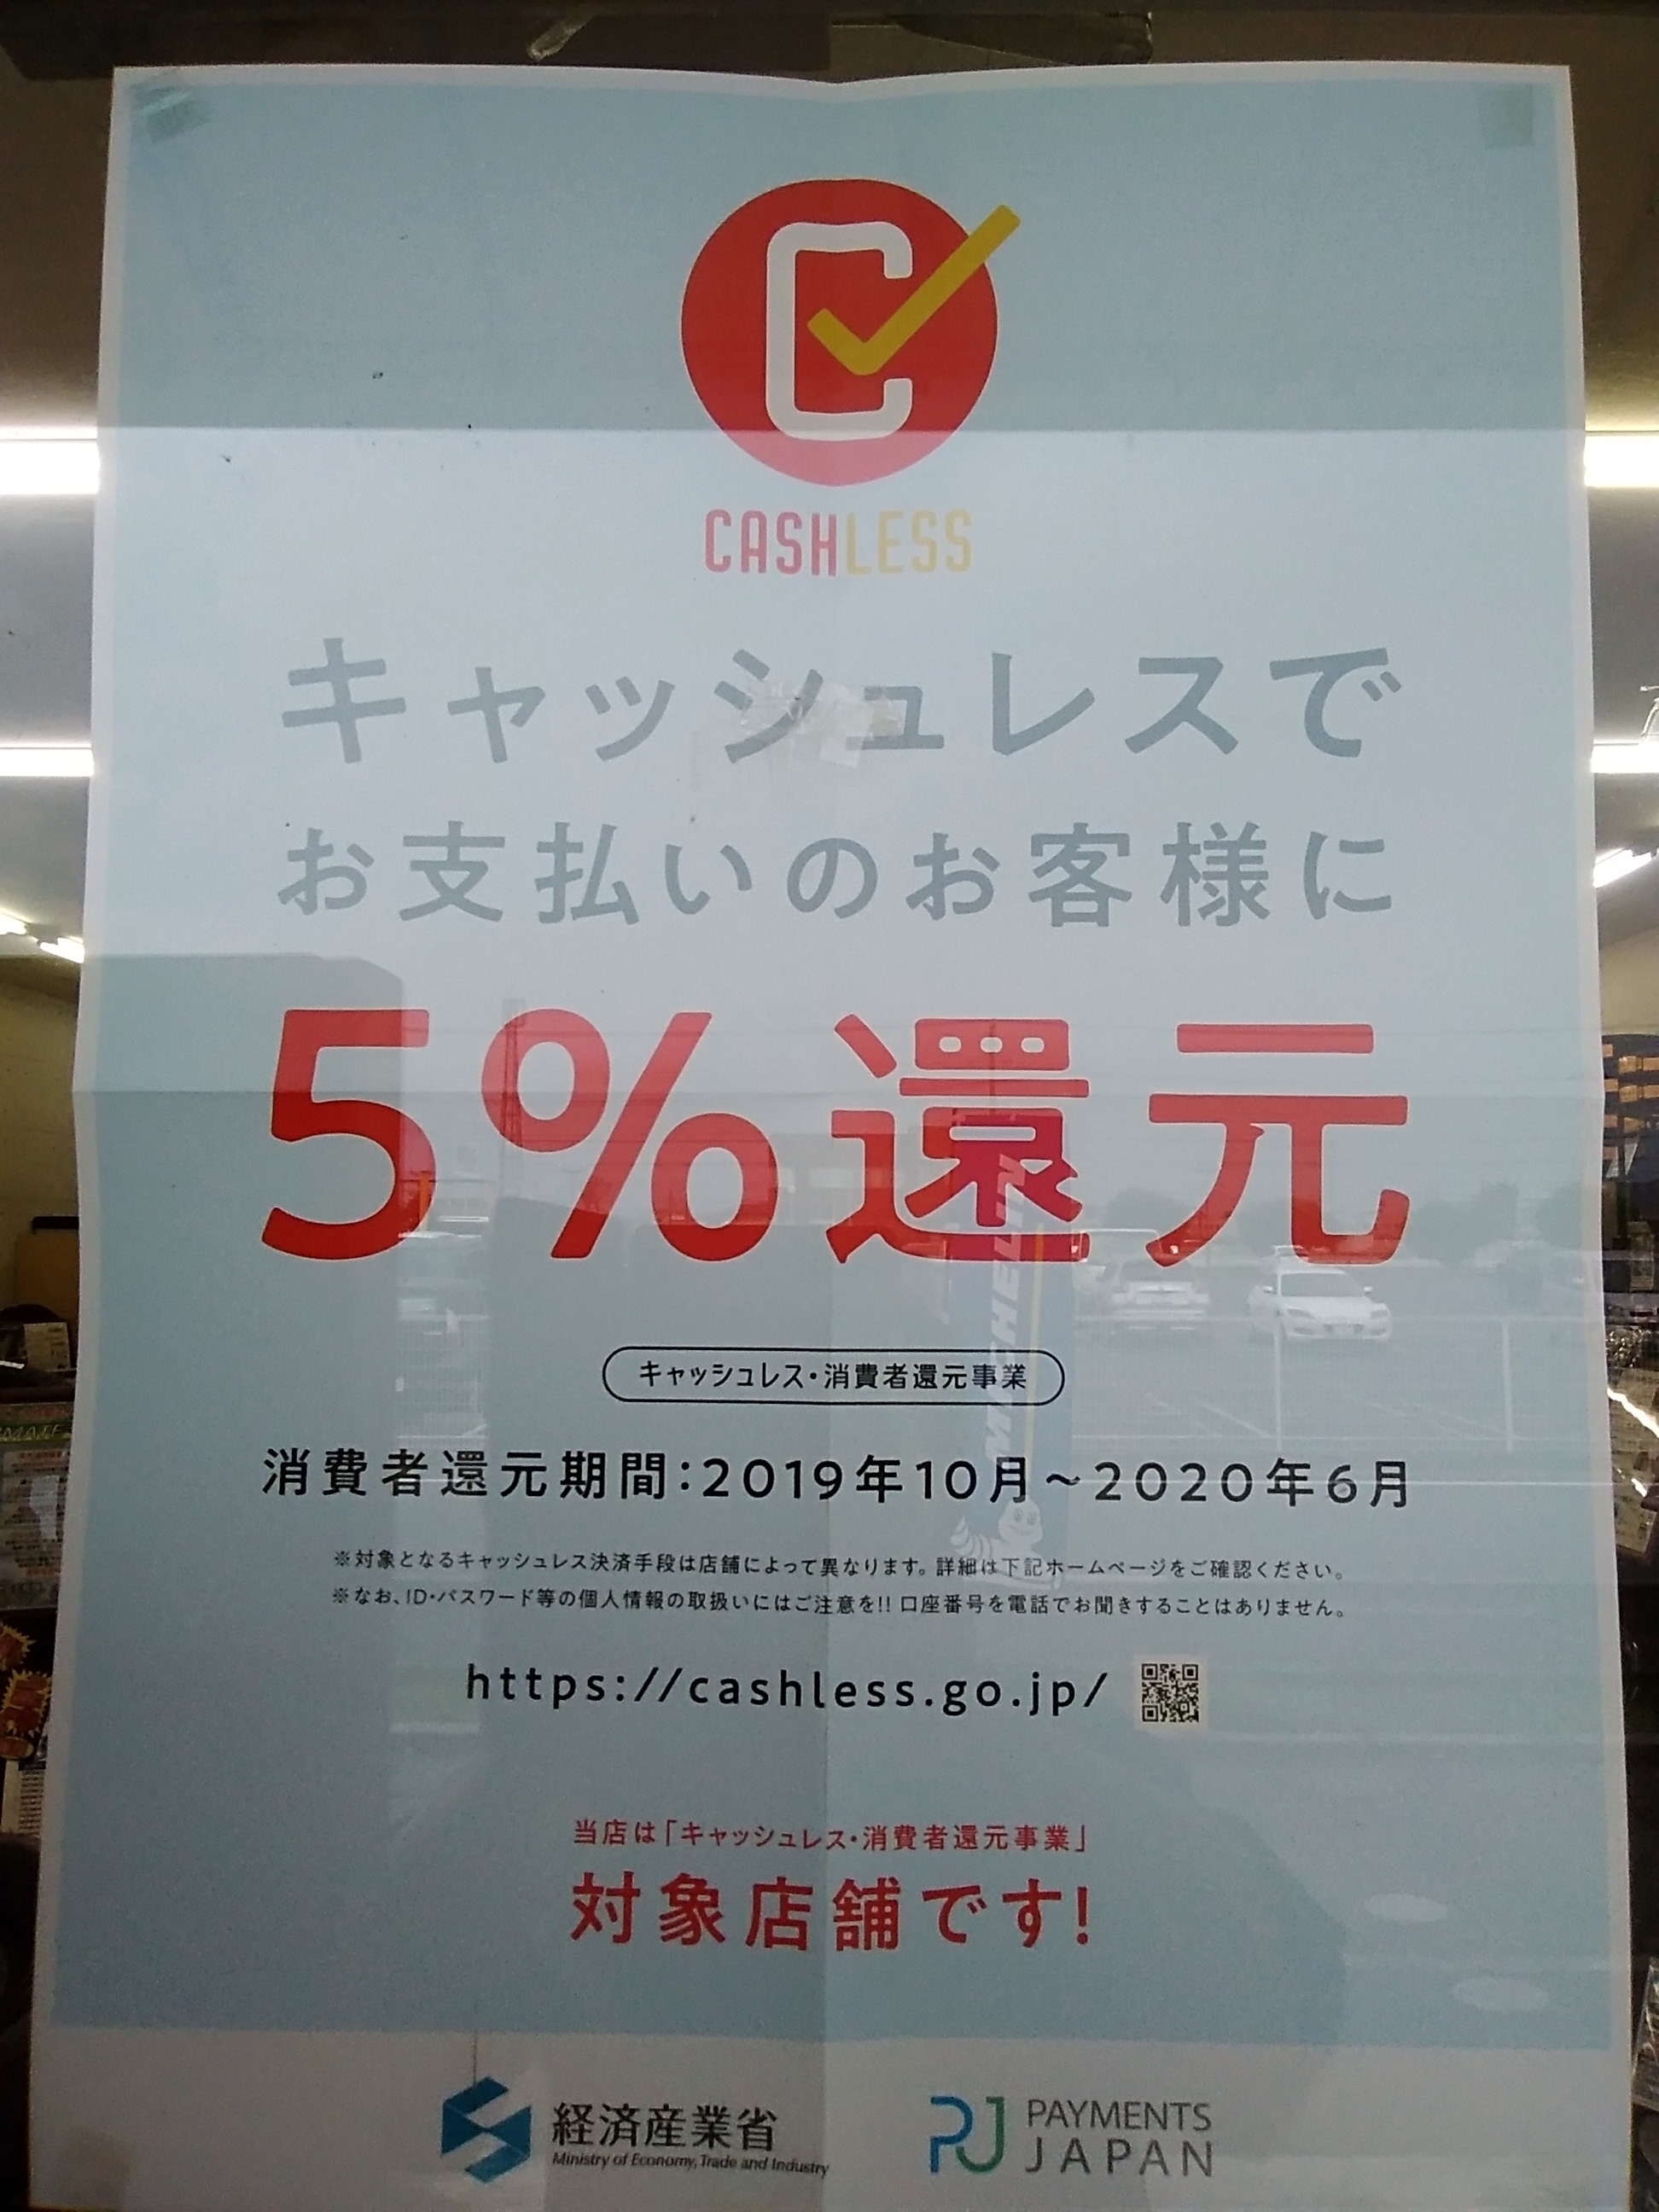 CASHLESS
キャッシュレスで
お支払いのお客様に
5%還元
キャッシュレス・消費者還元事業
消費者還元期間：2019年10月～2020年6月
※対象となるキャッシュレス決済手段は店舗によって異なります。詳細は下記ホームページをご確認ください。
※なお、ID・パスワード等の個人情報の取扱いにはご注意を!! 口座番号を電話でお聞きすることはありません。
https://cashless.go.jp/
当店は「キャッシュレス・消費者還元事業」
対象店舗です!
経済産業省
Ministry of Economy, Trade and Industry
PAYMENTS
JAPAN
MICHELIN